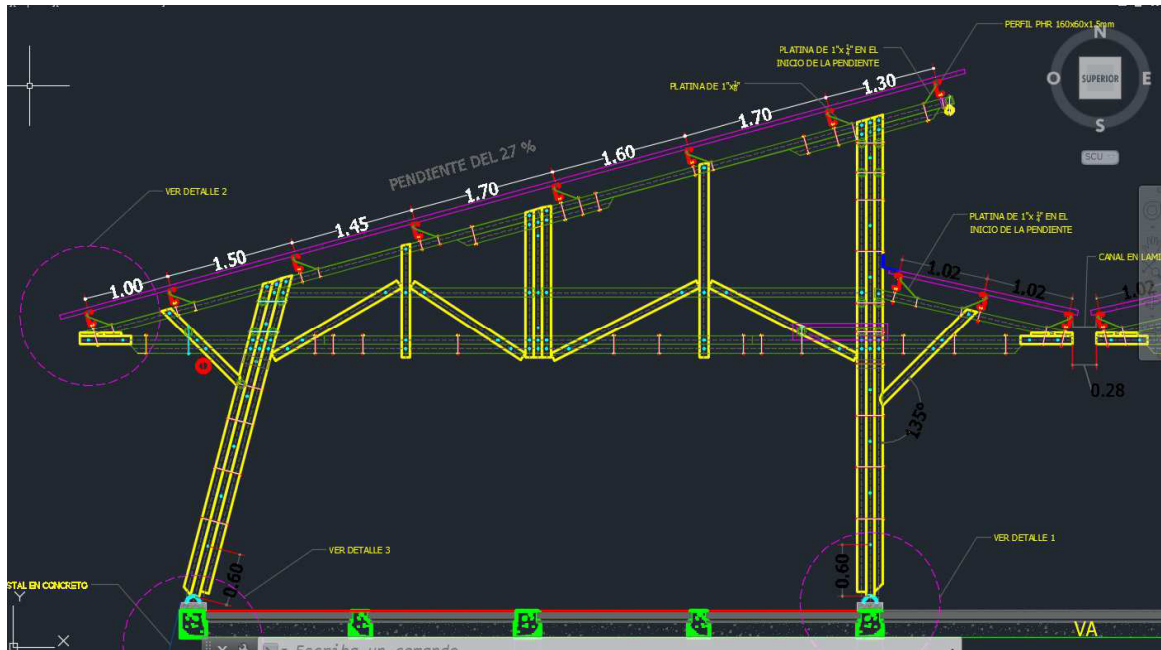 PERFIL PHR 160x60x1.5mm
PLATINA DE 1"x ¼" EN EL
INICIO DE LA PENDIENTE
PLATINA DE 1"x
N
O
SUPERIOR
E
S
SCU
1.30
1.70
1.60
PENDIENTE DEL 27 %
1.70
1.45
1.50
1.00
VER DETALLE 2
PLATINA DE 1"x ¼" EN EL
INICIO DE LA PENDIENTE
CANAL EN LAMI
1.02
1.02
1.02
0.28
135°
VER DETALLE 3
VER DETALLE 1
0.60
0.60
STAL EN CONCRETO
Y
X
VA
Escriba un comando